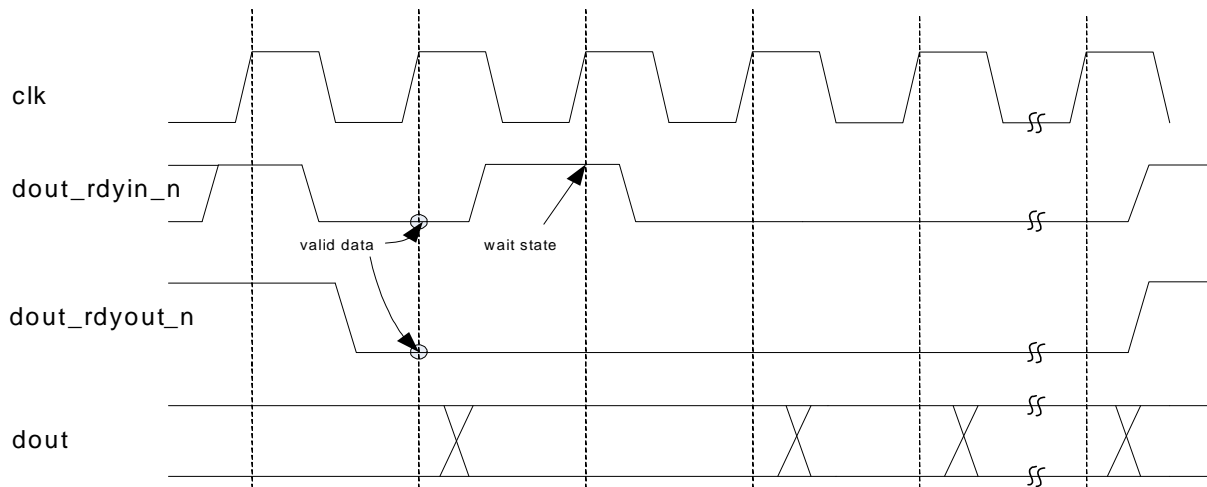 clk
dout_rdyin_n
valid data
wait state
dout_rdyout_n
dout